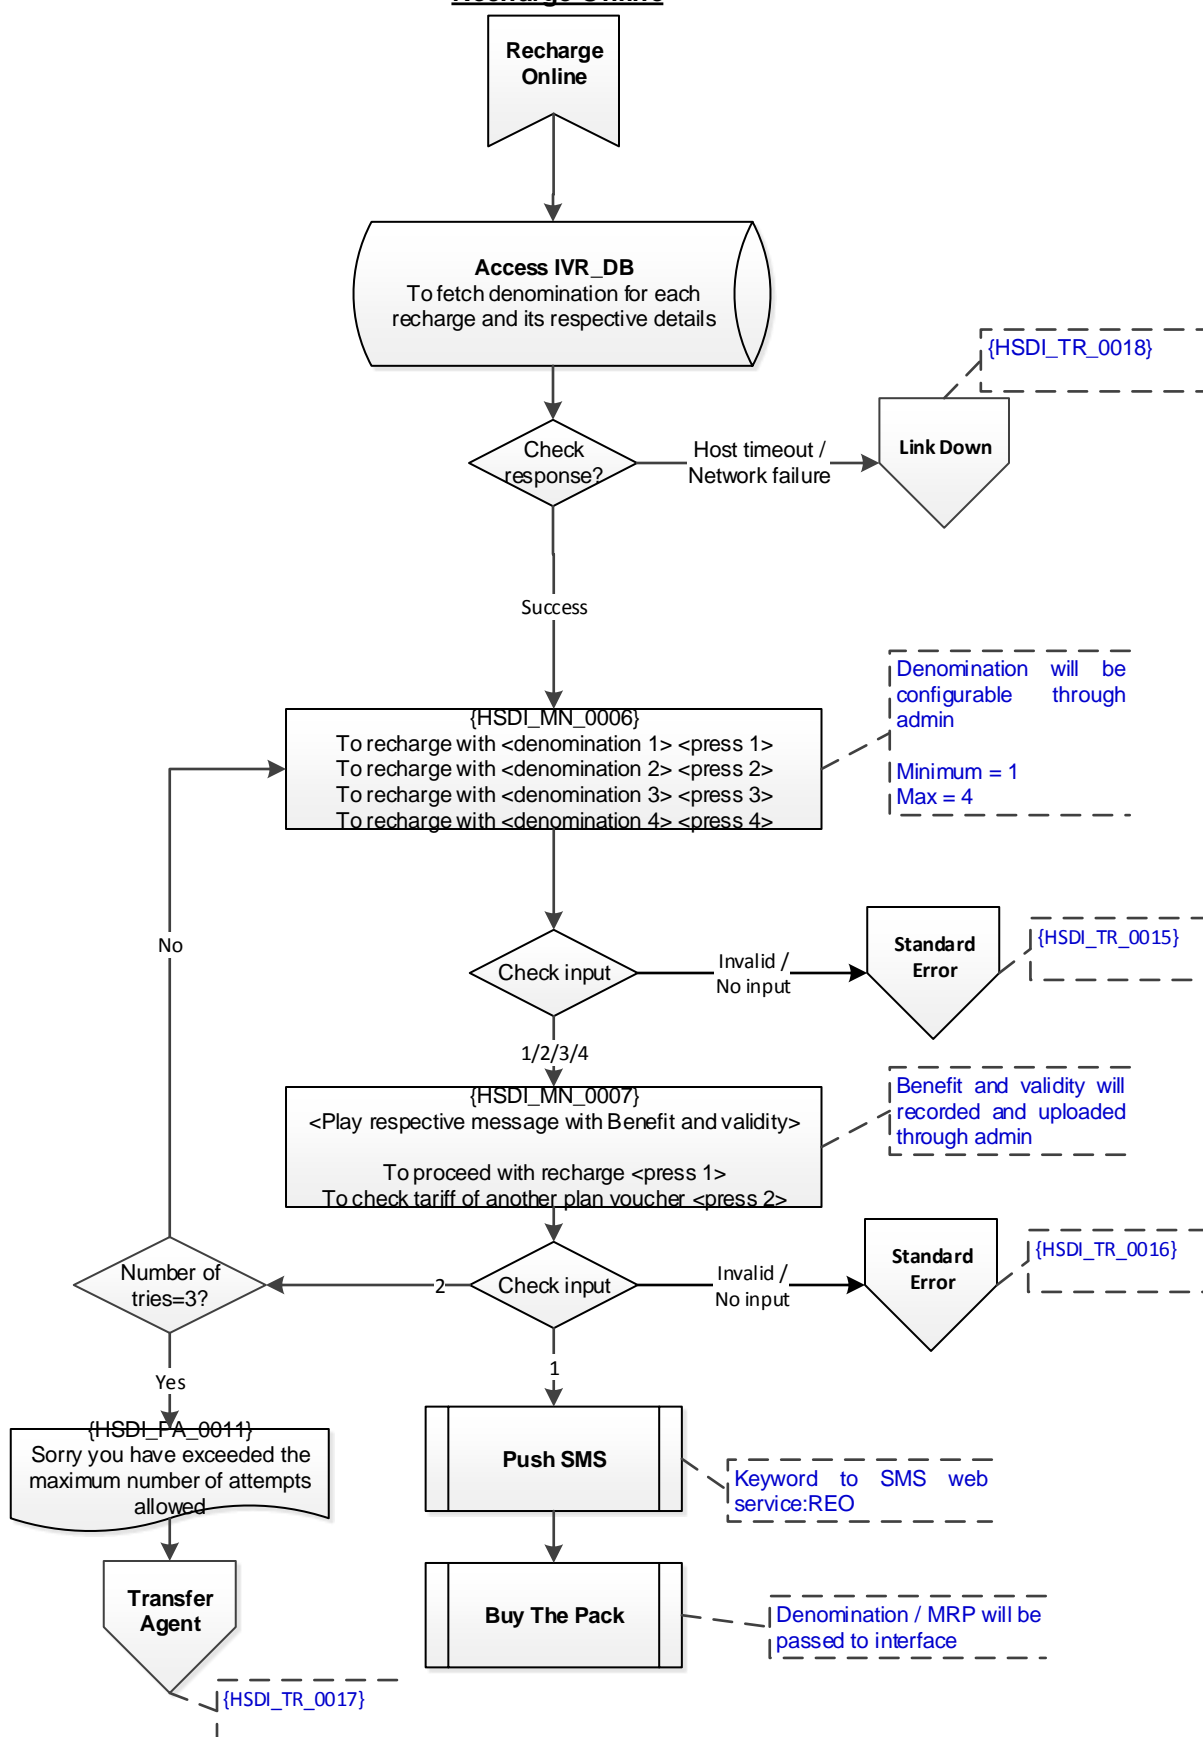 Recharge Online
Recharge
Online
Access IVR_DB
To fetch denomination for each
recharge and its respective details
{HSDI_TR_0018}
Check
response?
Host timeout /
Network failure
Link Down
Success
Denomination will be
configurable through
admin
Minimum = 1
Max = 4
{HSDI_MN_0006}
To recharge with <denomination 1> <press 1>
To recharge with <denomination 2> <press 2>
To recharge with <denomination 3> <press 3>
To recharge with <denomination 4> <press 4>
No
Check input
Invalid /
No input
Standard
Error
{HSDI_TR_0015}
1/2/3/4
{HSDI_MN_0007}
<Play respective message with Benefit and validity>
To proceed with recharge <press 1>
To check tariff of another plan voucher <press 2>
Benefit and validity will
recorded and uploaded
through admin
Number of
tries=3?
2
Check input
Invalid /
No input
Standard
Error
{HSDI_TR_0016}
Yes
1
{HSDI_PA_0011}
Sorry you have exceeded the
maximum number of attempts
allowed
Push SMS
Keyword to SMS web
service:REO
Transfer
Agent
Buy The Pack
Denomination / MRP will be
passed to interface
{HSDI_TR_0017}